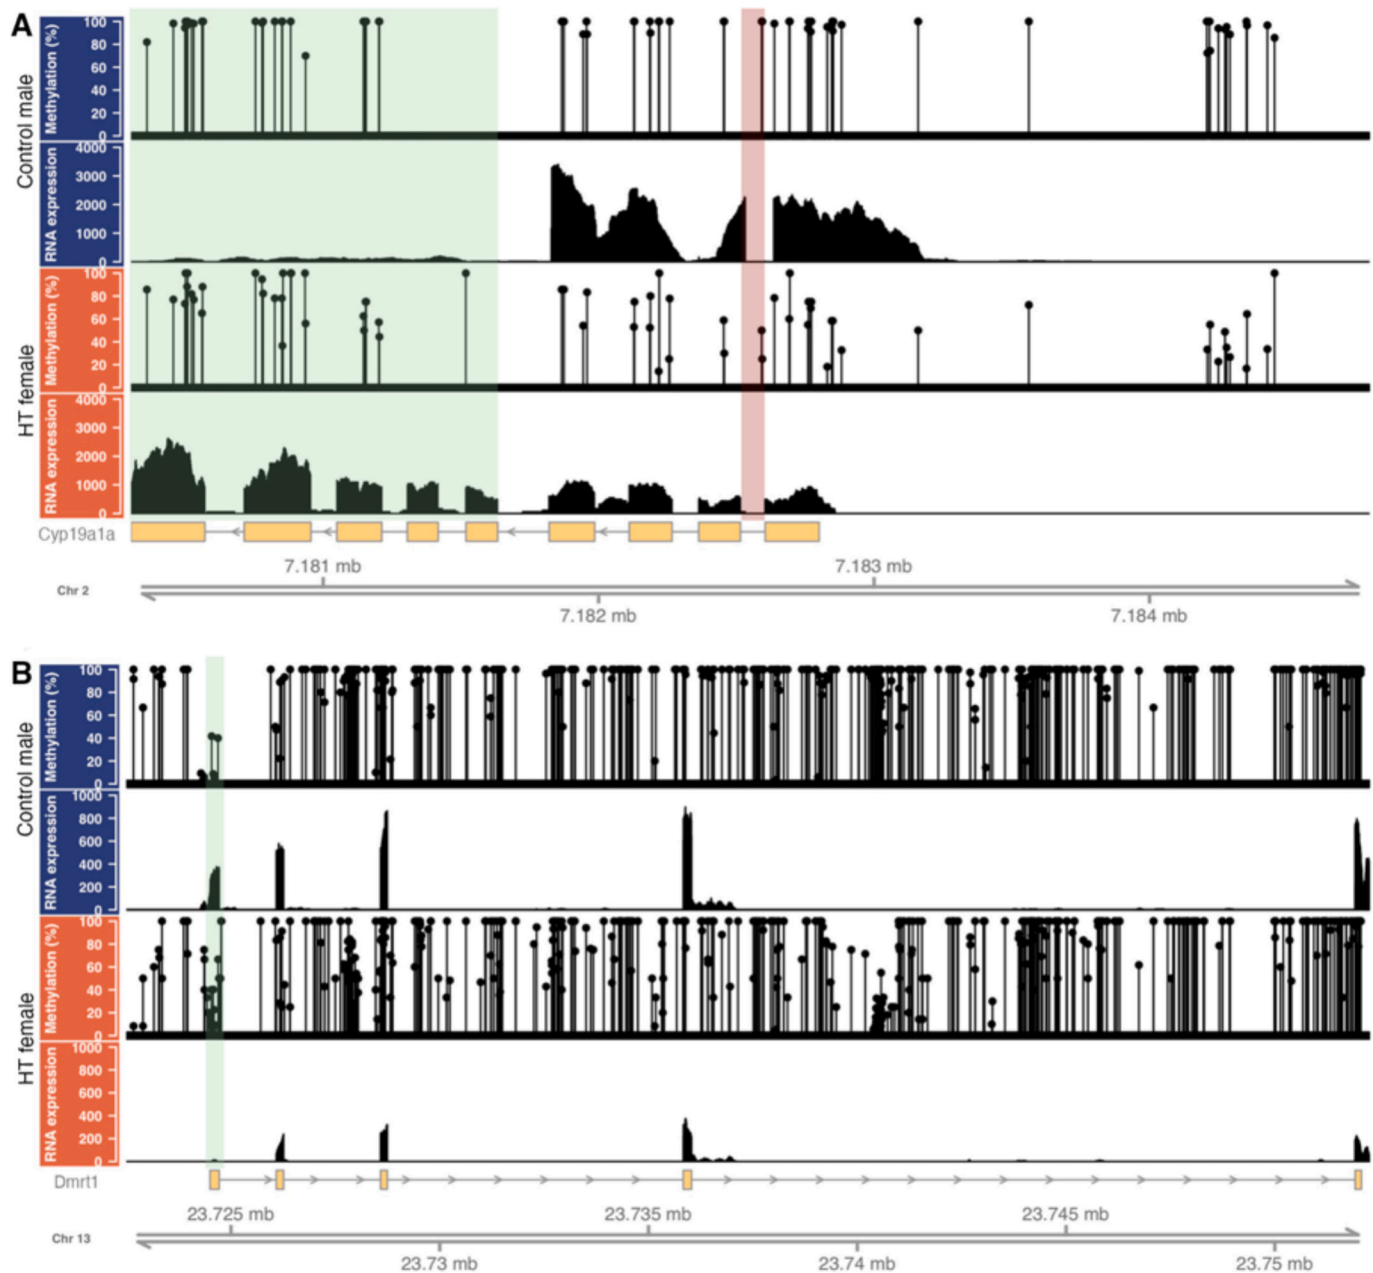 A
Control male
Methylation (%)
100
80
60
40
20
0
RNA expression
4000
3000
2000
1000
0
HT female
Methylation (%)
100
80
60
40
20
0
RNA expression
4000
3000
2000
1000
0
Cyp19a1a
7.181 mb
7.183 mb
Chr 2
7.182 mb
7.184 mb
B
Control male
Methylation (%)
100
80
60
40
20
0
RNA expression
1000
800
600
400
200
0
HT female
Methylation (%)
100
80
60
40
20
0
RNA expression
1000
800
600
400
200
0
Dmrt1
23.725 mb
23.735 mb
23.745 mb
Chr 13
23.73 mb
23.74 mb
23.75 mb